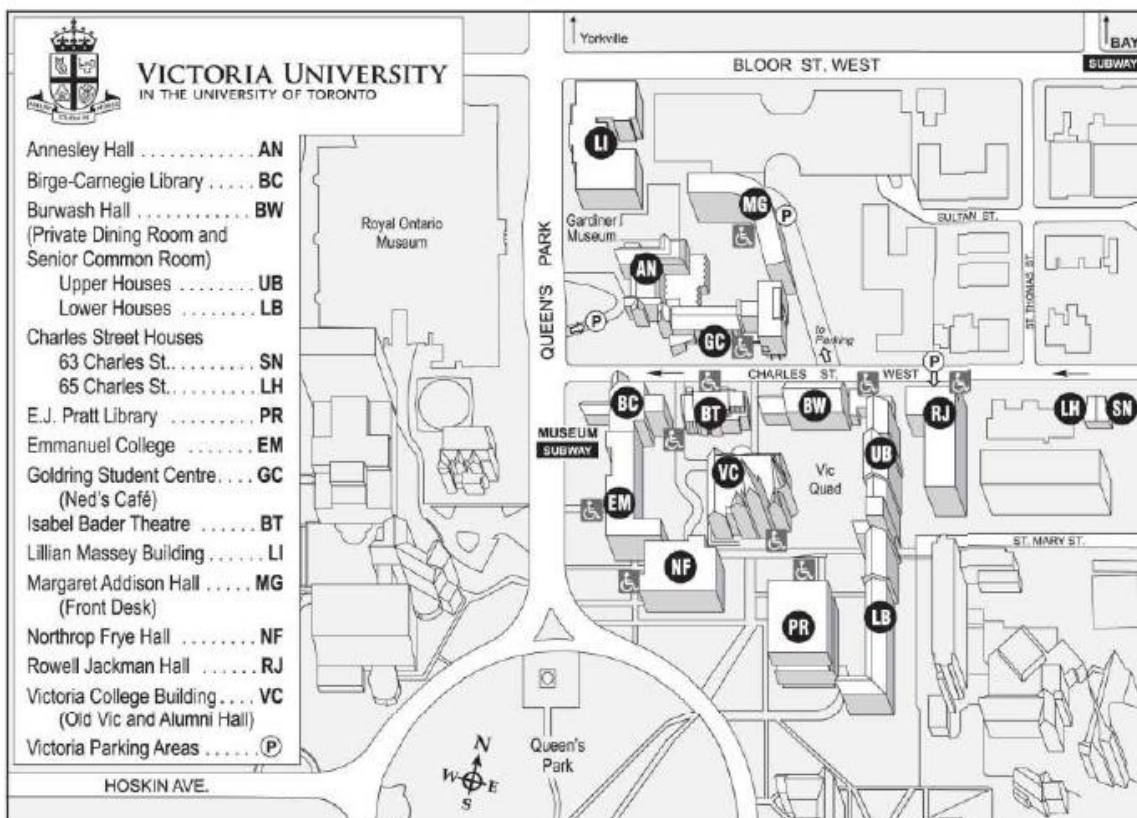 VICTORIA UNIVERSITY
IN THE UNIVERSITY OF TORONTO
Annesley Hall . . . . . . . . . . . . AN
Birge-Carnegie Library . . . . . BC
Burwash Hall . . . . . . . . . . . . BW
(Private Dining Room and
Senior Common Room)
Upper Houses . . . . . . . . UB
Lower Houses . . . . . . . . LB
Charles Street Houses
63 Charles St.. . . . . . . . . SN
65 Charles St.. . . . . . . . . LH
E.J. Pratt Library . . . . . . . . . PR
Emmanuel College . . . . . . . EM
Goldring Student Centre. . . . GC
(Ned's Café)
Isabel Bader Theatre . . . . . . BT
Lillian Massey Building . . . . . LI
Margaret Addison Hall . . . . . MG
(Front Desk)
Northrop Frye Hall . . . . . . . . NF
Rowell Jackman Hall . . . . . . RJ
Victoria College Building . . . . VC
(Old Vic and Alumni Hall)
Victoria Parking Areas . . . . . . P
HOSKIN AVE.
Yorkville
BLOOR ST. WEST
BAY
SUBWAY
LI
Royal Ontario
Museum
QUEEN'S PARK
Gardiner
Museum
MG
P
SULTAN ST.
ST. THOMAS ST.
AN
P
GC
to
Parking
P
CHARLES ST. WEST
BC
BT
BW
RJ
LH
SN
MUSEUM
SUBWAY
UB
VC
Vic
Quad
EM
ST. MARY ST.
NF
PR
LB
Queen's
Park
N
W
E
S